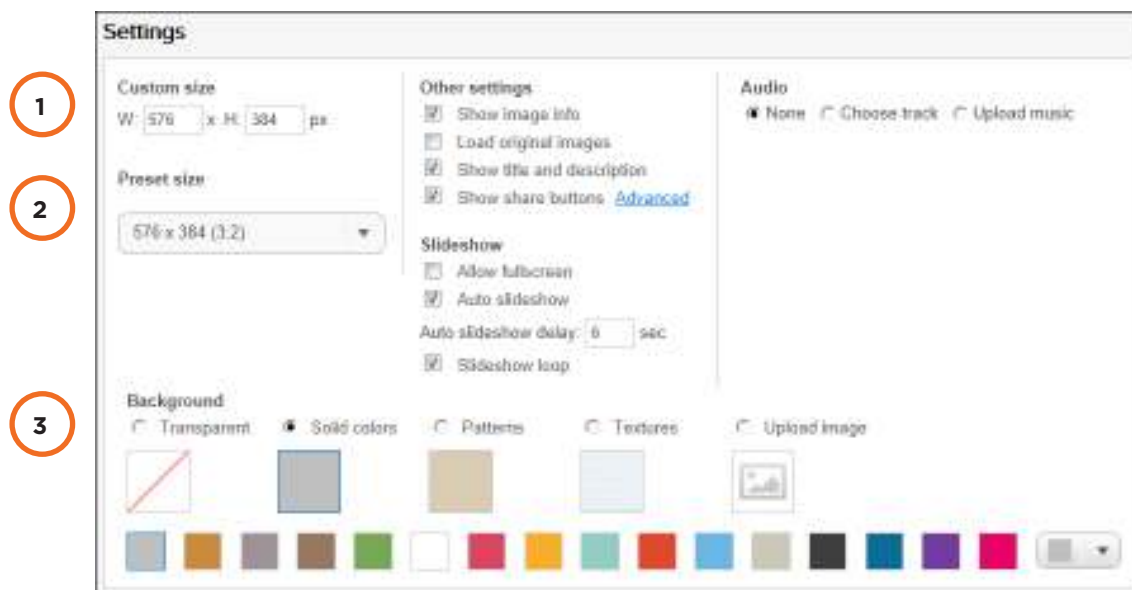 Settings
1
Custom size
W: 576 x H: 384 px
2
Preset size
576 x 384 (3:2)
Other settings
Show image info
Load original images
Show title and description
Show share buttons Advanced
Slideshow
Allow fullscreen
Auto slideshow
Auto slideshow delay: 6 sec
Slideshow loop
Audio
None Choose track Upload music
3
Background
Transparent Solid colors Patterns Textures Upload image